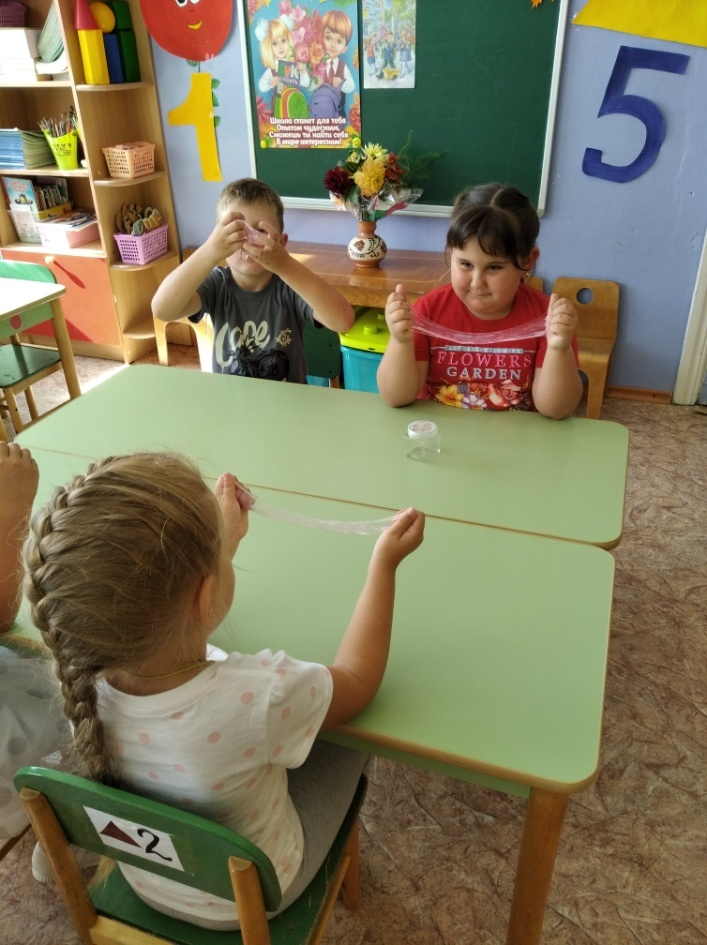 1
Школа станет для тебя
Опытом чудесным.
Сможешь ты найти себя
В мире интересном!
5
FLOWERS
GARDEN
2